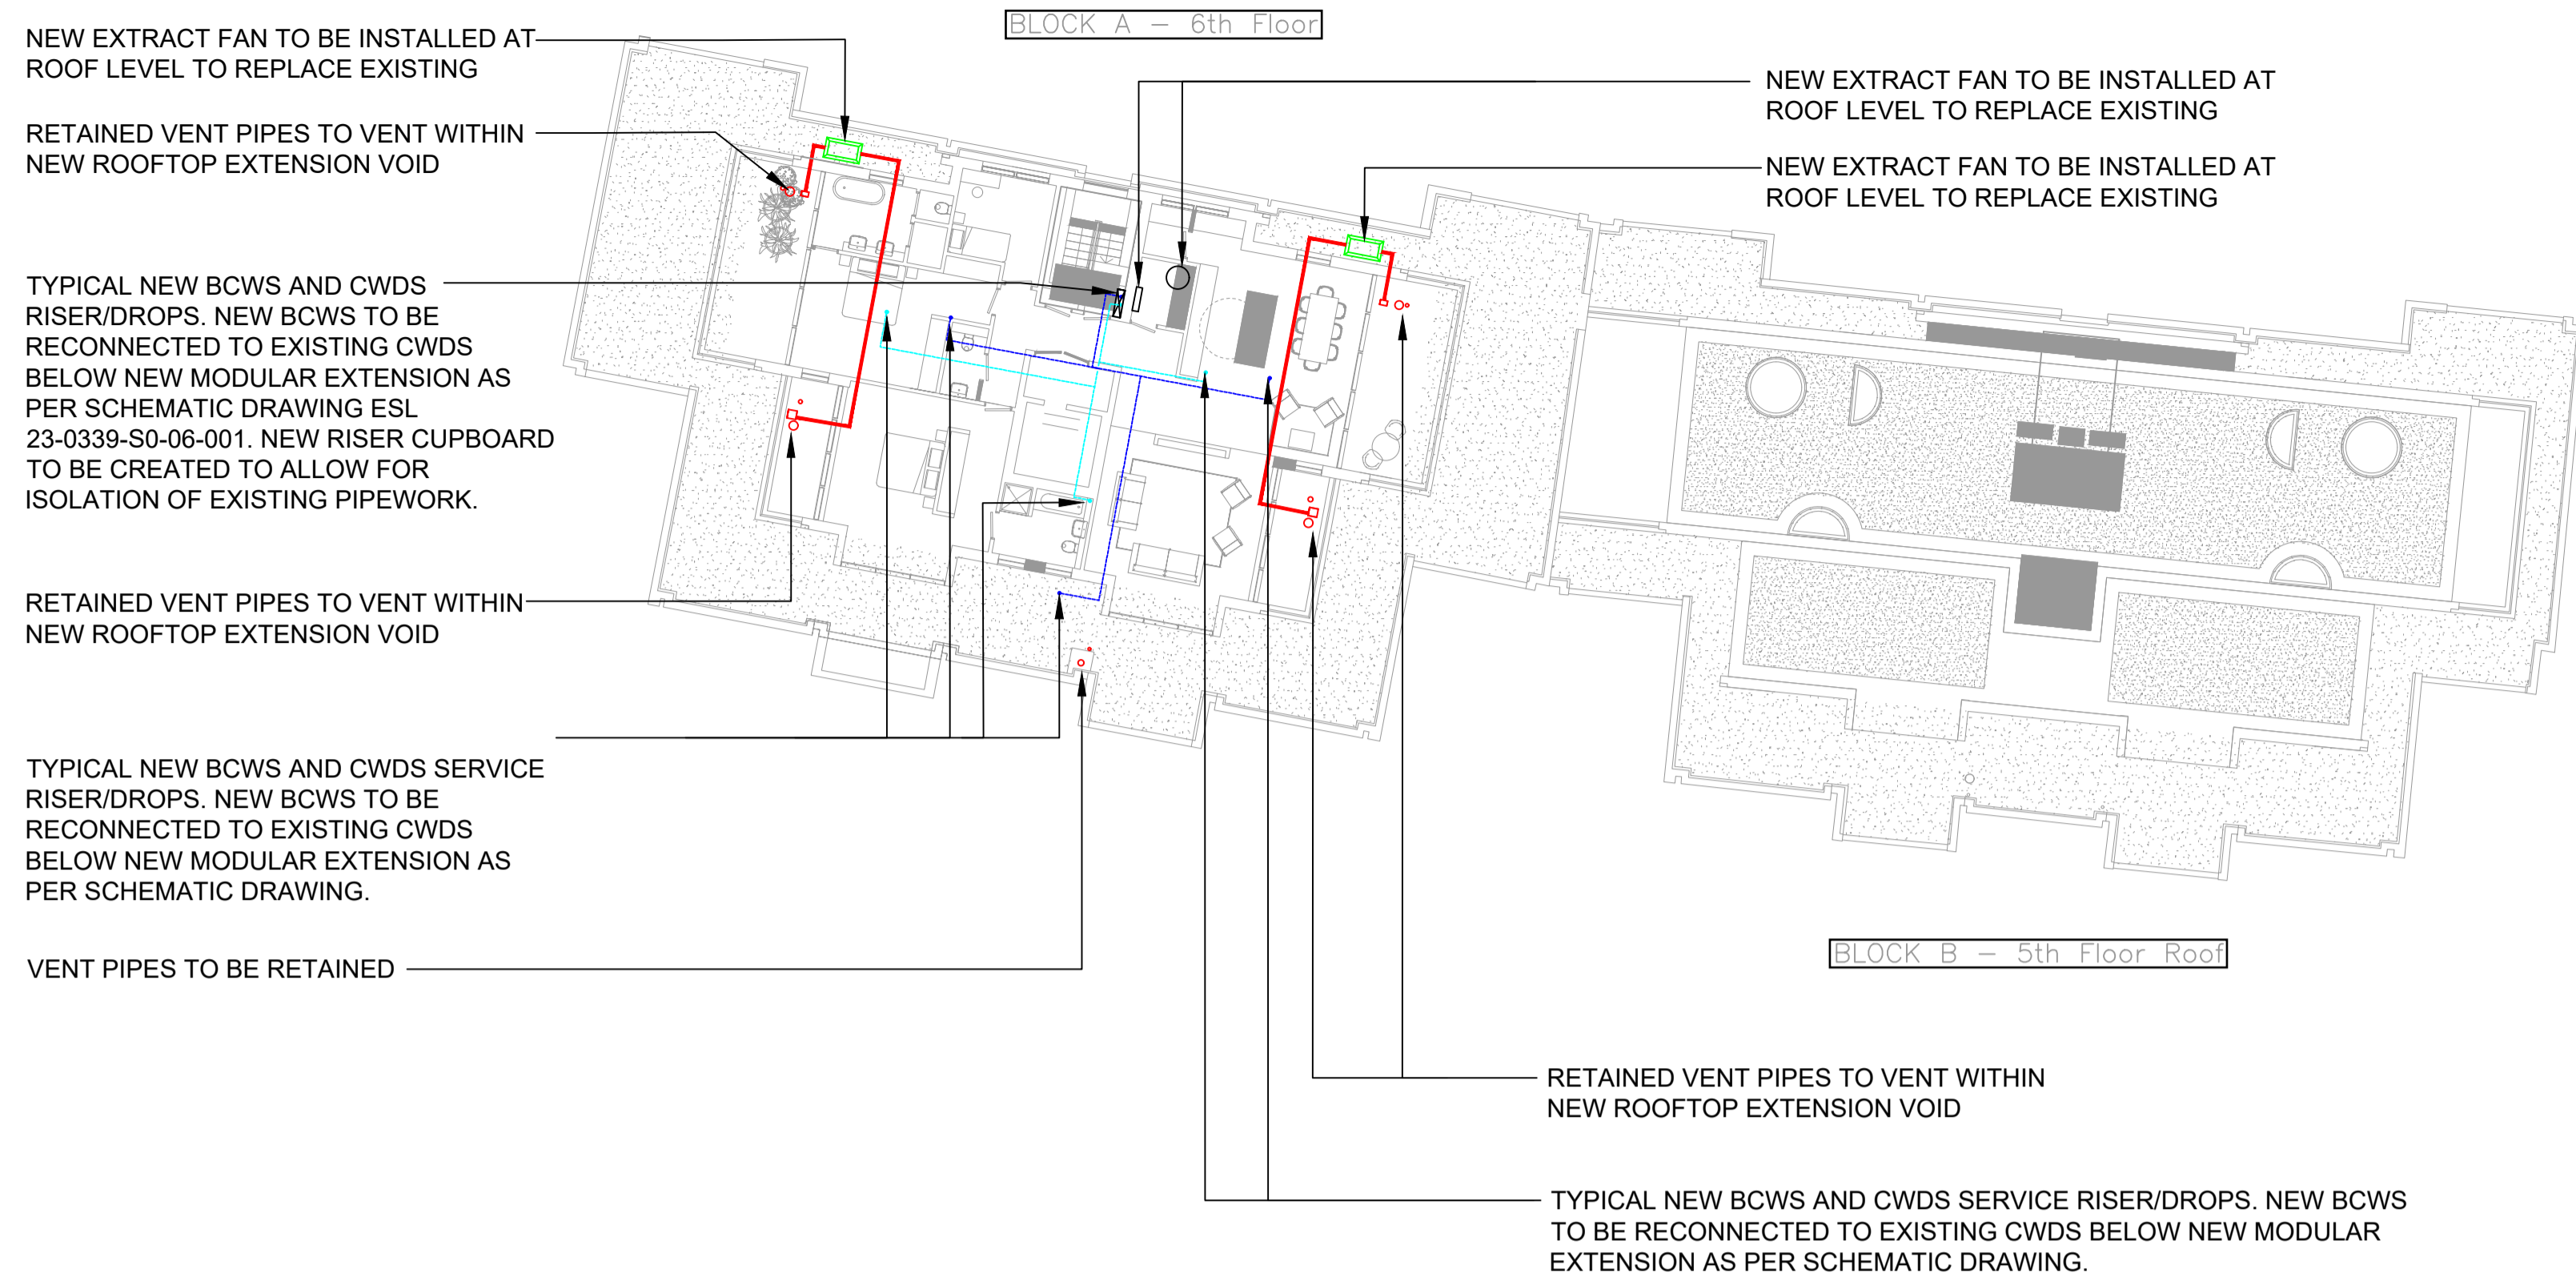 BLOCK A - 6th Floor
NEW EXTRACT FAN TO BE INSTALLED AT
ROOF LEVEL TO REPLACE EXISTING
RETAINED VENT PIPES TO VENT WITHIN
NEW ROOFTOP EXTENSION VOID
TYPICAL NEW BCWS AND CWDS
RISER/DROPS. NEW BCWS TO BE
RECONNECTED TO EXISTING CWDS
BELOW NEW MODULAR EXTENSION AS
PER SCHEMATIC DRAWING ESL
23-0339-S0-06-001. NEW RISER CUPBOARD
TO BE CREATED TO ALLOW FOR
ISOLATION OF EXISTING PIPEWORK.
RETAINED VENT PIPES TO VENT WITHIN
NEW ROOFTOP EXTENSION VOID
TYPICAL NEW BCWS AND CWDS SERVICE
RISER/DROPS. NEW BCWS TO BE
RECONNECTED TO EXISTING CWDS
BELOW NEW MODULAR EXTENSION AS
PER SCHEMATIC DRAWING.
VENT PIPES TO BE RETAINED
NEW EXTRACT FAN TO BE INSTALLED AT
ROOF LEVEL TO REPLACE EXISTING
NEW EXTRACT FAN TO BE INSTALLED AT
ROOF LEVEL TO REPLACE EXISTING
BLOCK B - 5th Floor Roof
RETAINED VENT PIPES TO VENT WITHIN
NEW ROOFTOP EXTENSION VOID
TYPICAL NEW BCWS AND CWDS SERVICE RISER/DROPS. NEW BCWS
TO BE RECONNECTED TO EXISTING CWDS BELOW NEW MODULAR
EXTENSION AS PER SCHEMATIC DRAWING.